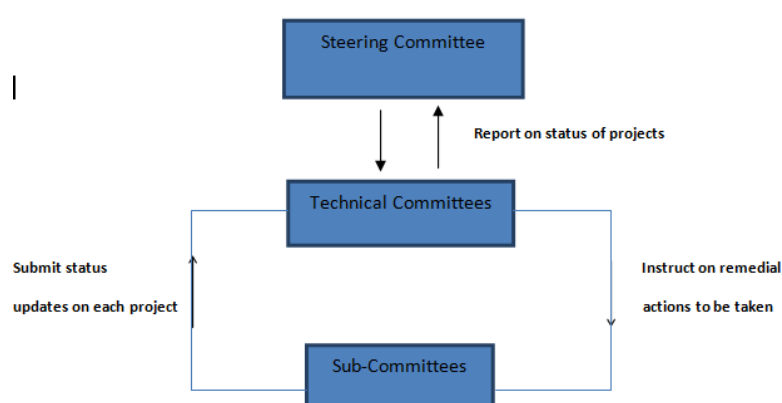 Steering Committee
Report on status of projects
Technical Committees
Submit status
updates on each project
Instruct on remedial
actions to be taken
Sub-Committees